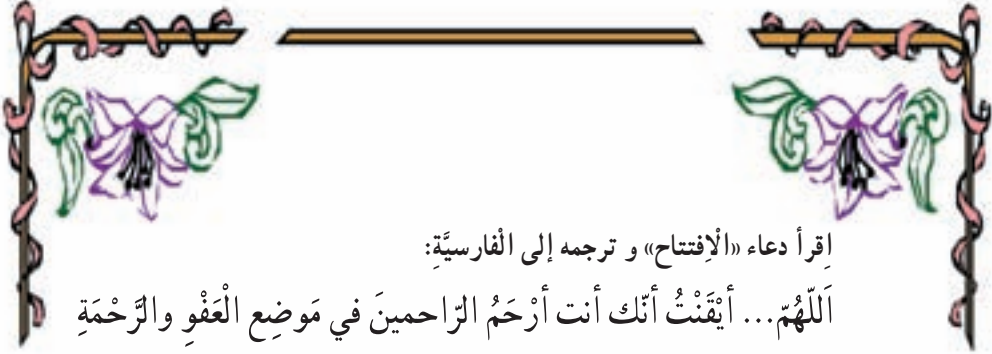 اِقرأ دعاء «الْاِفتتاح» و ترجمه إلى الْفارسيَّةِ:
اَللّهُمّ... أيْقَنْتُ أنّك أنت أرْحَمُ الرّاحمينَ في مَوضِع الْعَفْوِ والرَّحْمَةِ